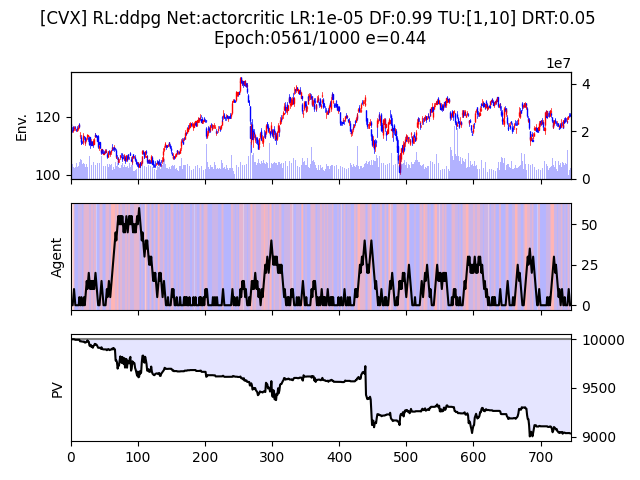 [CVX] RL:ddpg Net:actorcritic LR:1e-05 DF:0.99 TU:[1,10] DRT:0.05
Epoch:0561/1000 e=0.44
1e7
Env.
120
100
4
2
0
Agent
50
25
0
PV
10000
9500
9000
0 100 200 300 400 500 600 700